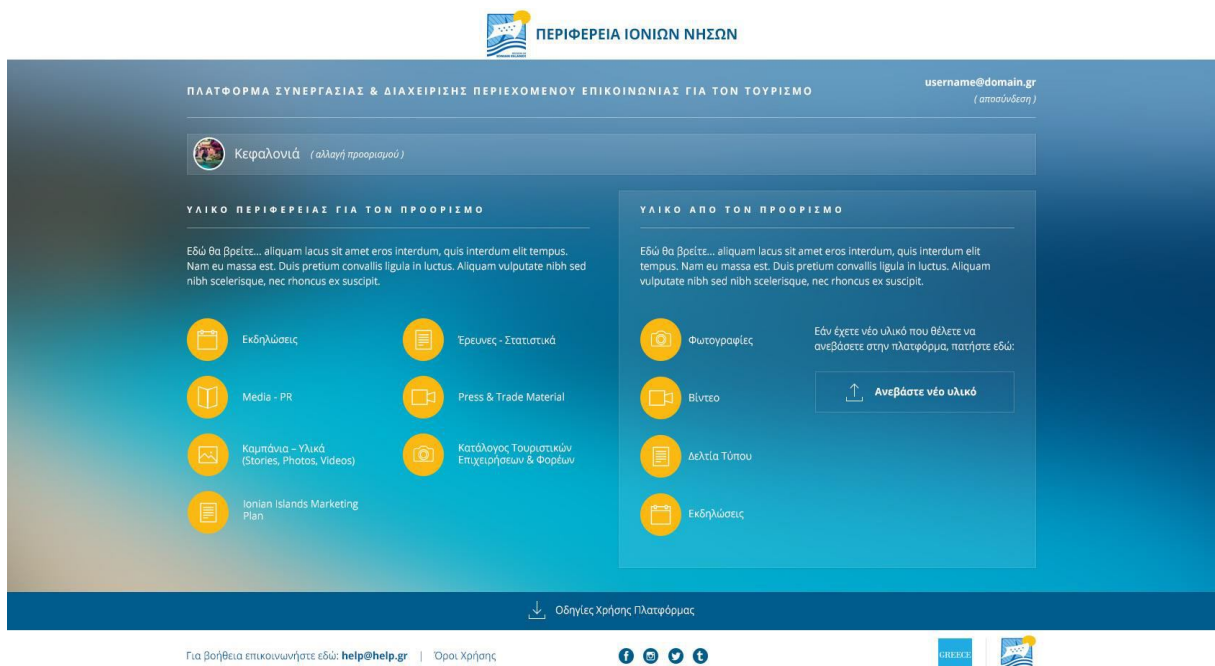 ΠΕΡΙΦΕΡΕΙΑ ΙΟΝΙΩΝ ΝΗΣΩΝ
ΠΛΑΤΦΟΡΜΑ ΣΥΝΕΡΓΑΣΙΑΣ & ΔΙΑΧΕΙΡΙΣΗΣ ΠΕΡΙΕΧΟΜΕΝΟΥ ΕΠΙΚΟΙΝΩΝΙΑΣ ΓΙΑ ΤΟΝ ΤΟΥΡΙΣΜΟ
username@domain.gr
( αποσύνδεση )
Κεφαλονιά ( αλλαγή προορισμού )
ΥΛΙΚΟ ΠΕΡΙΦΕΡΕΙΑΣ ΓΙΑ ΤΟΝ ΠΡΟΟΡΙΣΜΟ
Εδώ θα βρείτε... aliquam lacus sit amet eros interdum, quis interdum elit tempus.
Nam eu massa est. Duis pretium convallis ligula in luctus. Aliquam vulputate nibh sed
nibh scelerisque, nec rhoncus ex suscipit.
Εκδηλώσεις
Έρευνες - Στατιστικά
Media - PR
Press & Trade Material
Καμπάνια – Υλικά
(Stories, Photos, Videos)
Κατάλογος Τουριστικών
Επιχειρήσεων & Φορέων
Ionian Islands Marketing
Plan
ΥΛΙΚΟ ΑΠΟ ΤΟΝ ΠΡΟΟΡΙΣΜΟ
Εδώ θα βρείτε... aliquam lacus sit amet eros interdum, quis interdum elit
tempus. Nam eu massa est. Duis pretium convallis ligula in luctus. Aliquam
vulputate nibh sed nibh scelerisque, nec rhoncus ex suscipit.
Φωτογραφίες
Βίντεο
Δελτία Τύπου
Εκδηλώσεις
Εάν έχετε νέο υλικό που θέλετε να
ανεβάσετε στην πλατφόρμα, πατήστε εδώ:
Ανεβάστε νέο υλικό
Οδηγίες Χρήσης Πλατφόρμας
Για βοήθεια επικοινωνήστε εδώ: help@help.gr | Όροι Χρήσης
GREECE